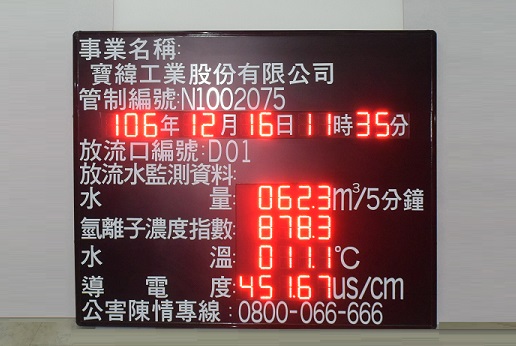 事業名稱:
寶緯工業股份有限公司
管制編號:N1002075
106年12月16日11時35分
放流口編號:D01
放流水監測資料:
水量:062.3m³/5分鐘
氫離子濃度指數:878.3
水溫:011.1℃
導電度:451.67us/cm
公害陳情專線:0800-066-666